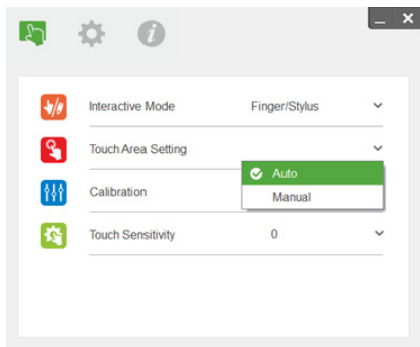 Interactive Mode Finger/Stylus
Touch Area Setting
Auto
Calibration
Manual
Touch Sensitivity 0